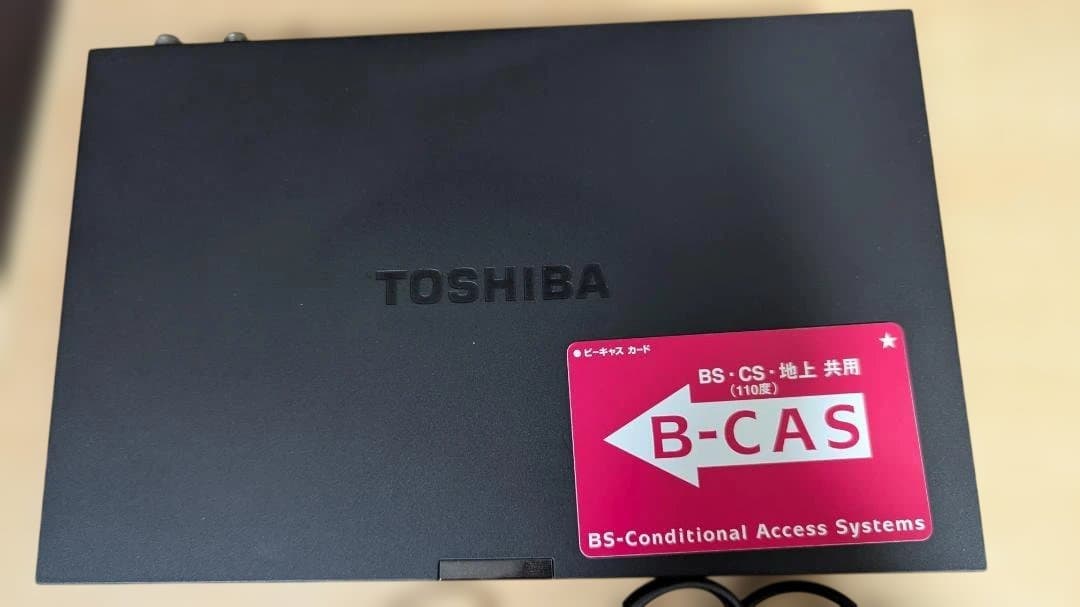 TOSHIBA
●ビーキャス カード
BS・CS・地上 共用
(110度)
B-CAS
BS-Conditional Access Systems